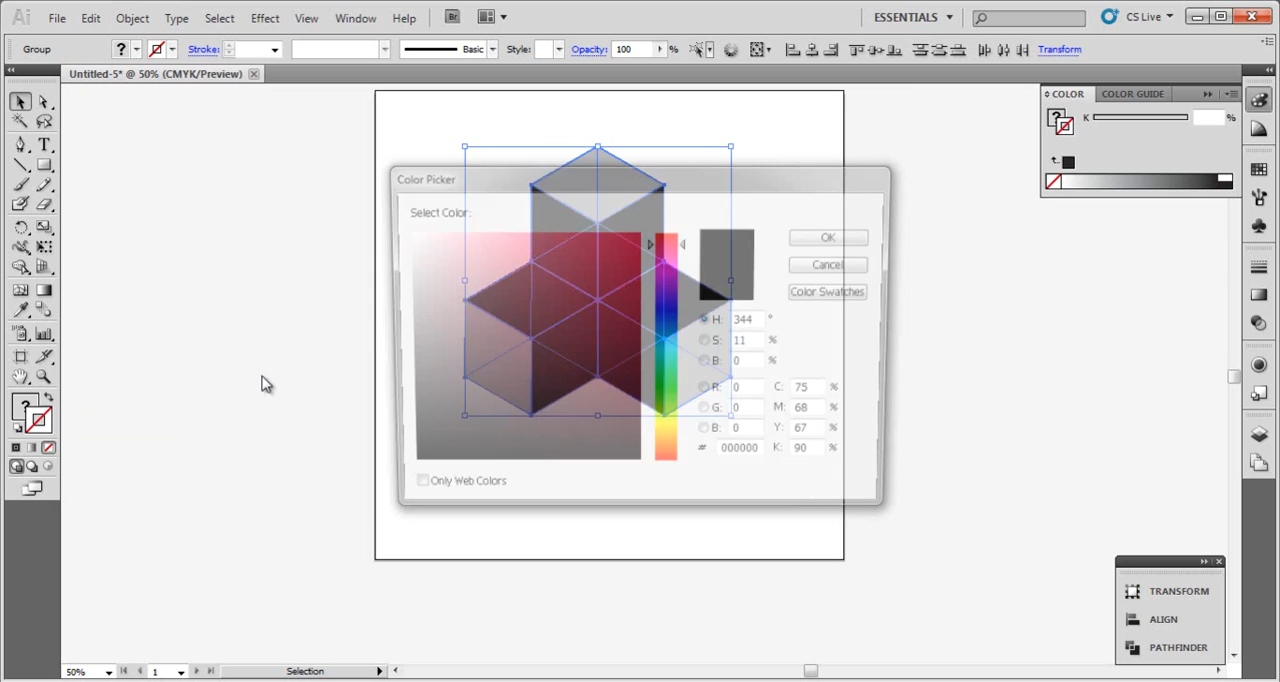 Ai File Edit Object Type Select Effect View Window Help Br ESSENTIALS CS Live
Group ? Stroke: Basic Style: Opacity: 100 % Transform
Untitled-5* @ 50% (CMYK/Preview)
COLOR COLOR GUIDE
? K %
Color Picker
Select Color:
OK
Cancel
Color Swatches
H: 344 °
S: 11 %
B: 0 %
R: 0 C: 75 %
G: 0 M: 68 %
B: 0 Y: 67 %
# 000000 K: 90 %
Only Web Colors
T
?
TRANSFORM
ALIGN
PATHFINDER
50% 1 Selection